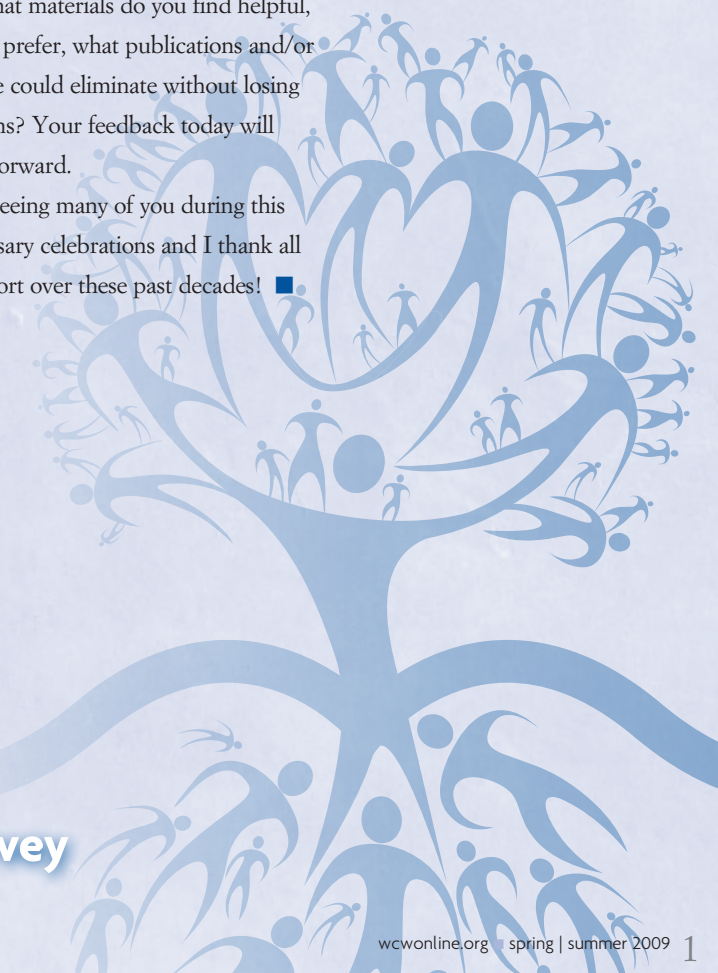 hat materials do you find helpful,
prefer, what publications and/or
e could eliminate without losing
ns? Your feedback today will
orward.
eeing many of you during this
sary celebrations and I thank all
ort over these past decades! ■
vey
wcwonline.org ■ spring | summer 2009 1